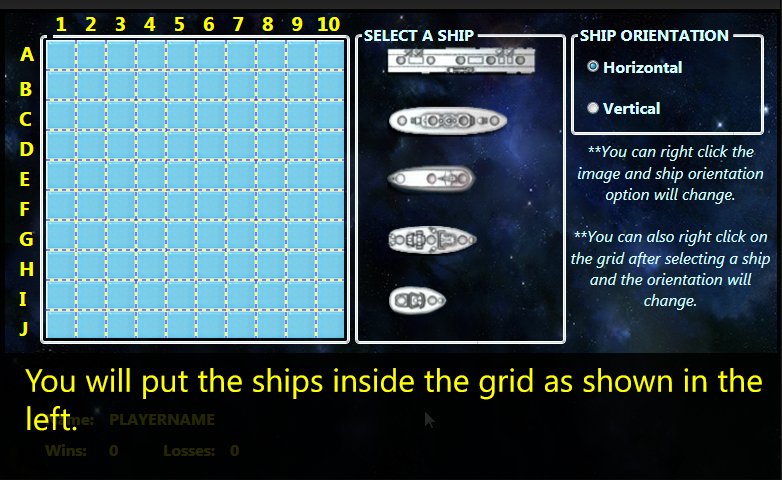 1 2 3 4 5 6 7 8 9 10
A
B
C
D
E
F
G
H
I
J
SELECT A SHIP
SHIP ORIENTATION
Horizontal
Vertical
**You can right click the
image and ship orientation
option will change.
**You can also right click on
the grid after selecting a ship
and the orientation will
change.
You will put the ships inside the grid as shown in the
left.
PLAYERNAME
Wins: 0 Losses: 0